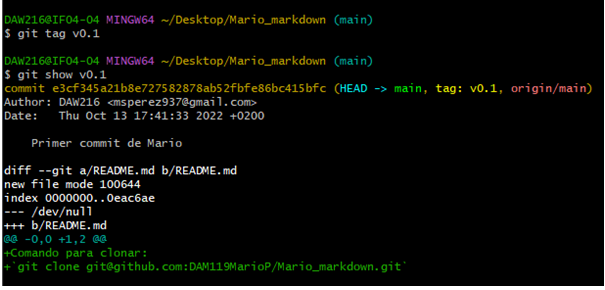 DAW216@IF04-04 MINGW64 ~/Desktop/Mario_markdown (main)
$ git tag v0.1
DAW216@IF04-04 MINGW64 ~/Desktop/Mario_markdown (main)
$ git show v0.1
commit e3cf345a21b8e727582878ab52fbfe86bc415bfc (HEAD -> main, tag: v0.1, origin/main)
Author: DAW216 <msperez937@gmail.com>
Date:   Thu Oct 13 17:41:33 2022 +0200
    Primer commit de Mario
diff --git a/README.md b/README.md
new file mode 100644
index 0000000..0eac6ae
--- /dev/null
+++ b/README.md
@@ -0,0 +1,2 @@
+Comando para clonar:
+`git clone git@github.com:DAM119MarioP/Mario_markdown.git`